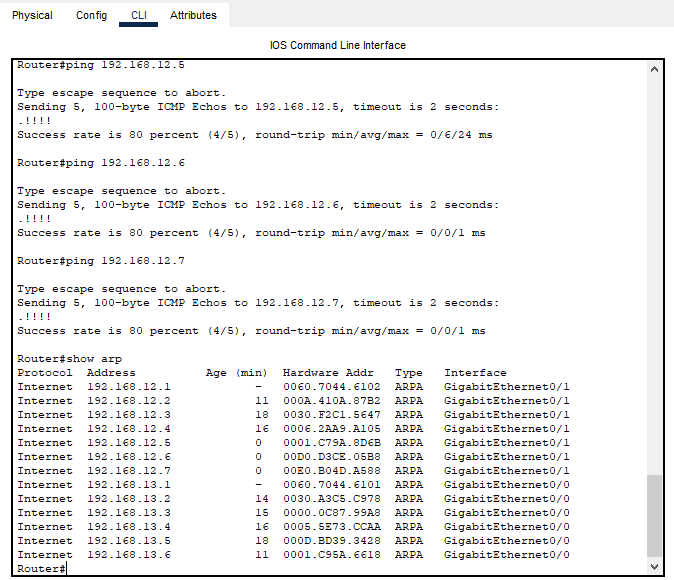 Physical Config CLI Attributes
IOS Command Line Interface
Router#ping 192.168.12.5
Type escape sequence to abort.
Sending 5, 100-byte ICMP Echos to 192.168.12.5, timeout is 2 seconds:
.!!!!
Success rate is 80 percent (4/5), round-trip min/avg/max = 0/6/24 ms
Router#ping 192.168.12.6
Type escape sequence to abort.
Sending 5, 100-byte ICMP Echos to 192.168.12.6, timeout is 2 seconds:
.!!!!
Success rate is 80 percent (4/5), round-trip min/avg/max = 0/0/1 ms
Router#ping 192.168.12.7
Type escape sequence to abort.
Sending 5, 100-byte ICMP Echos to 192.168.12.7, timeout is 2 seconds:
.!!!!
Success rate is 80 percent (4/5), round-trip min/avg/max = 0/0/1 ms
Router#show arp
Protocol Address Age (min) Hardware Addr Type Interface
Internet 192.168.12.1 - 0060.7044.6102 ARPA GigabitEthernet0/1
Internet 192.168.12.2 11 000A.410A.87B2 ARPA GigabitEthernet0/1
Internet 192.168.12.3 18 0030.F2C1.5647 ARPA GigabitEthernet0/1
Internet 192.168.12.4 16 0006.2AA9.A105 ARPA GigabitEthernet0/1
Internet 192.168.12.5 0 0001.C79A.8D6B ARPA GigabitEthernet0/1
Internet 192.168.12.6 0 00D0.D3CE.05B8 ARPA GigabitEthernet0/1
Internet 192.168.12.7 0 00E0.B04D.A588 ARPA GigabitEthernet0/1
Internet 192.168.13.1 - 0060.7044.6101 ARPA GigabitEthernet0/0
Internet 192.168.13.2 14 0030.A3C5.C978 ARPA GigabitEthernet0/0
Internet 192.168.13.3 15 0000.0C87.99A8 ARPA GigabitEthernet0/0
Internet 192.168.13.4 16 0005.5E73.CCAA ARPA GigabitEthernet0/0
Internet 192.168.13.5 18 000D.BD39.3428 ARPA GigabitEthernet0/0
Internet 192.168.13.6 11 0001.C95A.6618 ARPA GigabitEthernet0/0
Router#